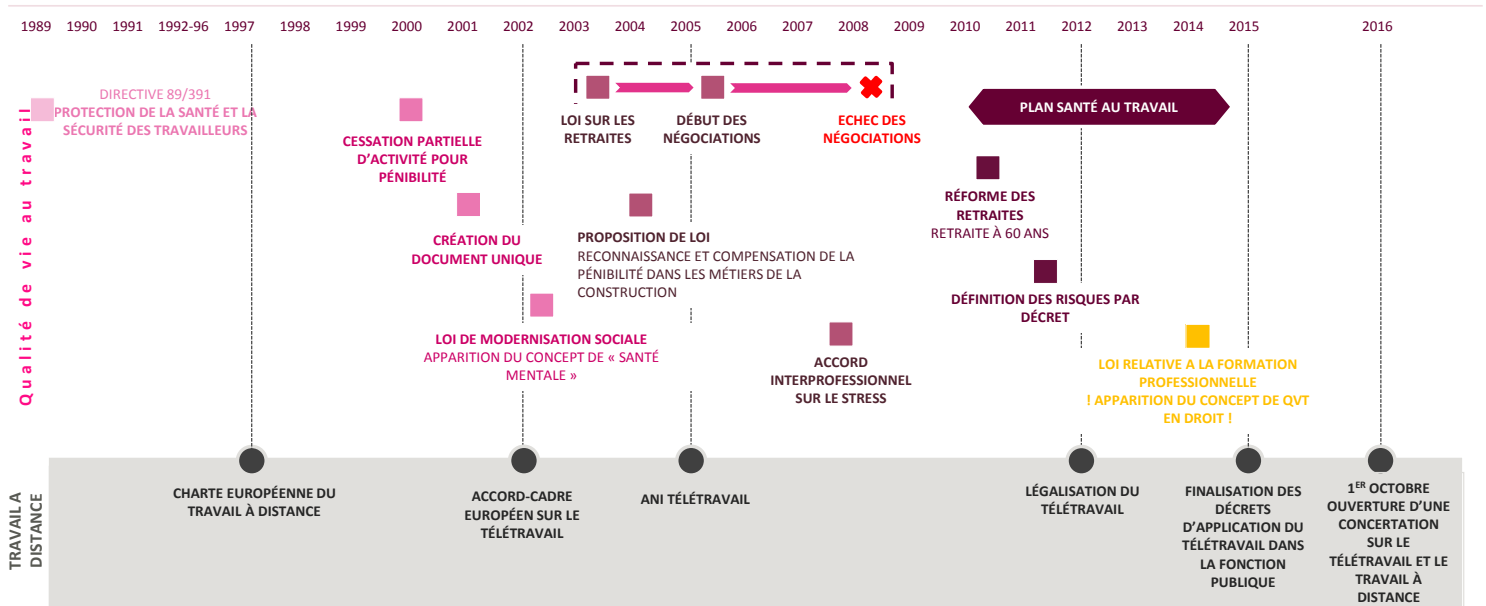 1989 1990 1991 1992-96 1997 1998 1999 2000 2001 2002 2003 2004 2005 2006 2007 2008 2009 2010 2011 2012 2013 2014 2015 2016
Qualité de vie au travail
DIRECTIVE 89/391
PROTECTION DE LA SANTÉ ET LA
SÉCURITÉ DES TRAVAILLEURS
CESSATION PARTIELLE
D'ACTIVITÉ POUR
PÉNIBILITÉ
CRÉATION DU
DOCUMENT UNIQUE
LOI DE MODERNISATION SOCIALE
APPARITION DU CONCEPT DE « SANTÉ
MENTALE »
LOI SUR LES
RETRAITES
DÉBUT DES
NÉGOCIATIONS
ECHEC DES
NÉGOCIATIONS
PROPOSITION DE LOI
RECONNAISSANCE ET COMPENSATION DE LA
PÉNIBILITÉ DANS LES MÉTIERS DE LA
CONSTRUCTION
ACCORD
INTERPROFESSIONNEL
SUR LE STRESS
PLAN SANTÉ AU TRAVAIL
RÉFORME DES
RETRAITES
RETRAITE À 60 ANS
DÉFINITION DES RISQUES PAR
DÉCRET
LOI RELATIVE A LA FORMATION
PROFESSIONNELLE
! APPARITION DU CONCEPT DE QVT
EN DROIT !
TRAVAIL A
DISTANCE
CHARTE EUROPÉENNE DU
TRAVAIL À DISTANCE
ACCORD-CADRE
EUROPÉEN SUR LE
TÉLÉTRAVAIL
ANI TÉLÉTRAVAIL
LÉGALISATION DU
TÉLÉTRAVAIL
FINALISATION DES
DÉCRETS
D'APPLICATION DU
TÉLÉTRAVAIL DANS
LA FONCTION
PUBLIQUE
1ER OCTOBRE
OUVERTURE D'UNE
CONCERTATION
SUR LE
TÉLÉTRAVAIL ET LE
TRAVAIL À
DISTANCE